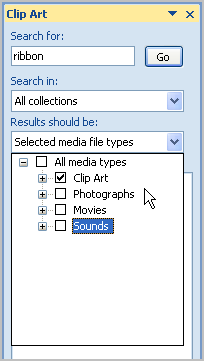 Clip Art
Search for:
ribbon
Go
Search in:
All collections
Results should be:
Selected media file types
All media types
Clip Art
Photographs
Movies
Sounds